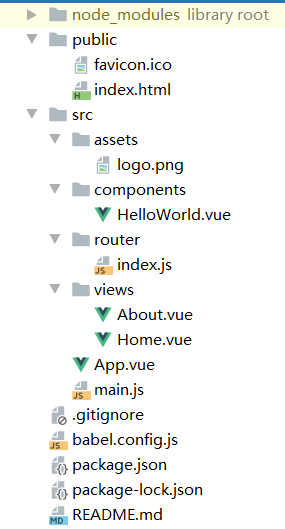 node_modules library root
public
favicon.ico
index.html
src
assets
logo.png
components
HelloWorld.vue
router
index.js
views
About.vue
Home.vue
App.vue
main.js
.gitignore
babel.config.js
package.json
package-lock.json
README.md